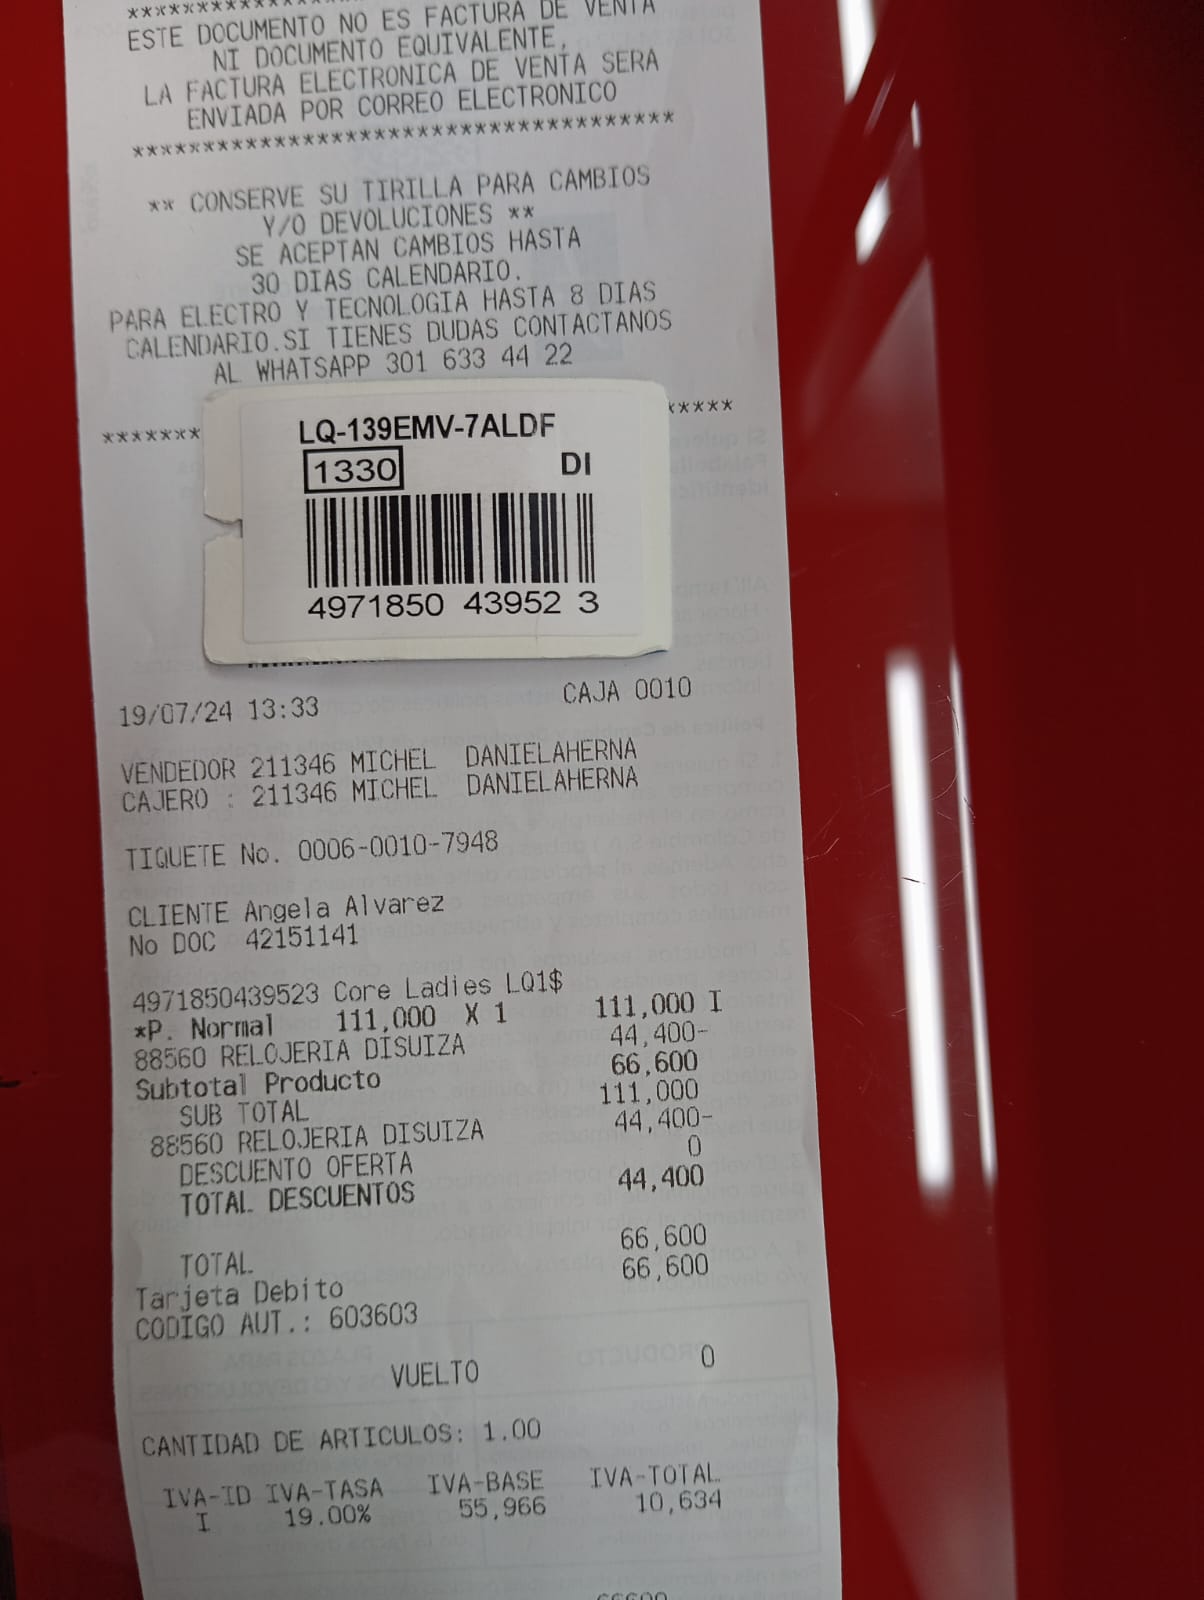 ************************************
ESTE DOCUMENTO NO ES FACTURA DE VENTA
NI DOCUMENTO EQUIVALENTE,
LA FACTURA ELECTRONICA DE VENTA SERA
ENVIADA POR CORREO ELECTRONICO
**************************************
** CONSERVE SU TIRILLA PARA CAMBIOS
Y/O DEVOLUCIONES **
SE ACEPTAN CAMBIOS HASTA
30 DIAS CALENDARIO.
PARA ELECTRO Y TECNOLOGIA HASTA 8 DIAS
CALENDARIO.SI TIENES DUDAS CONTACTANOS
AL WHATSAPP 301 633 44 22
******* *****
LQ-139EMV-7ALDF
1330 DI
4971850 43952 3
19/07/24 13:33 CAJA 0010
VENDEDOR 211346 MICHEL DANIELAHERNA
CAJERO : 211346 MICHEL DANIELAHERNA
TIQUETE No. 0006-0010-7948
CLIENTE Angela Alvarez
No DOC 42151141
4971850439523 Core Ladies LQ1$
*P. Normal 111,000 X 1 111,000 I
88560 RELOJERIA DISUIZA 44,400-
Subtotal Producto 66,600
SUB TOTAL 111,000
88560 RELOJERIA DISUIZA 44,400-
DESCUENTO OFERTA 0
TOTAL DESCUENTOS 44,400
TOTAL 66,600
Tarjeta Debito 66,600
CODIGO AUT.: 603603
VUELTO 0
CANTIDAD DE ARTICULOS: 1.00
IVA-ID IVA-TASA IVA-BASE IVA-TOTAL
I 19.00% 55,966 10,634